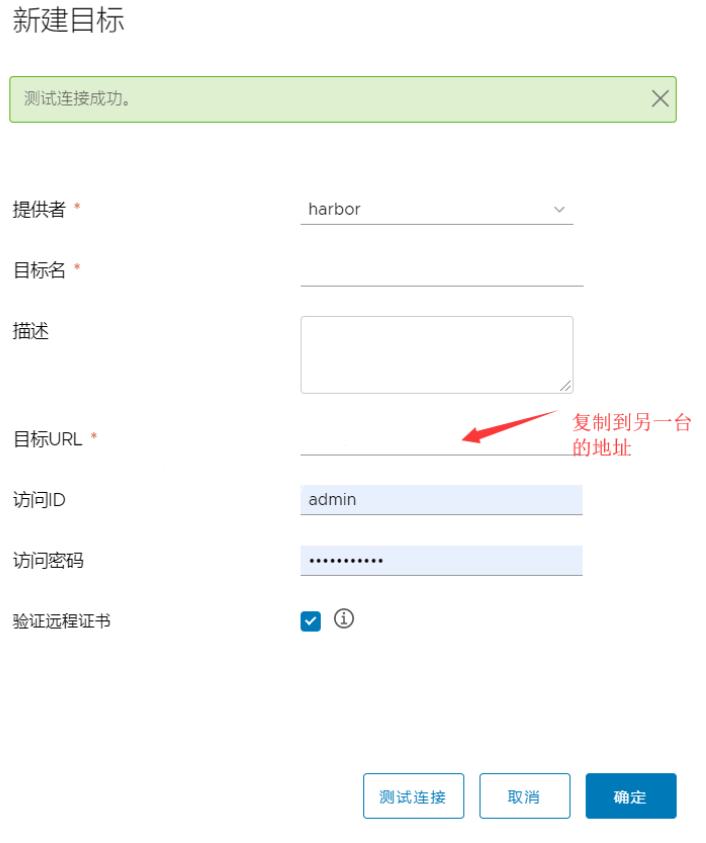 新建目标
测试连接成功。
提供者 *
harbor
目标名 *
描述
目标URL *
复制到另一台
的地址
访问ID
admin
访问密码
•••••••••••
验证远程证书
测试连接
取消
确定